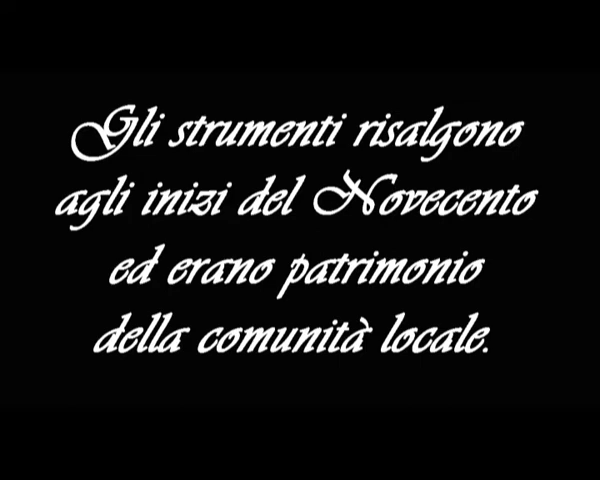 Gli strumenti risalgono
agli inizi del Novecento
ed erano patrimonio
della comunità locale.